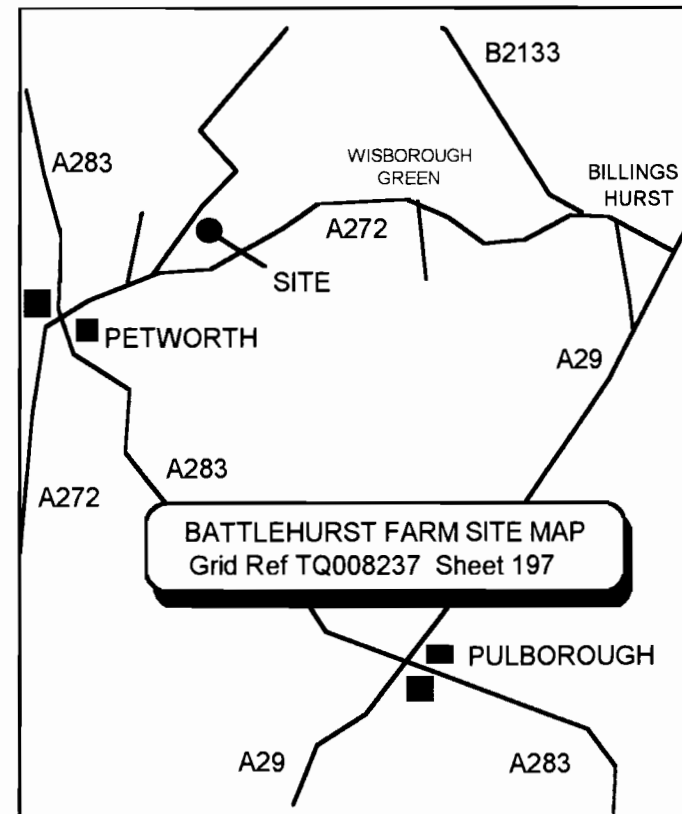 B2133
A283
WISBOROUGH
GREEN
BILLINGS
HURST
A272
SITE
PETWORTH
A29
A283
A272
BATTLEHURST FARM SITE MAP
Grid Ref TQ008237 Sheet 197
PULBOROUGH
A29
A283